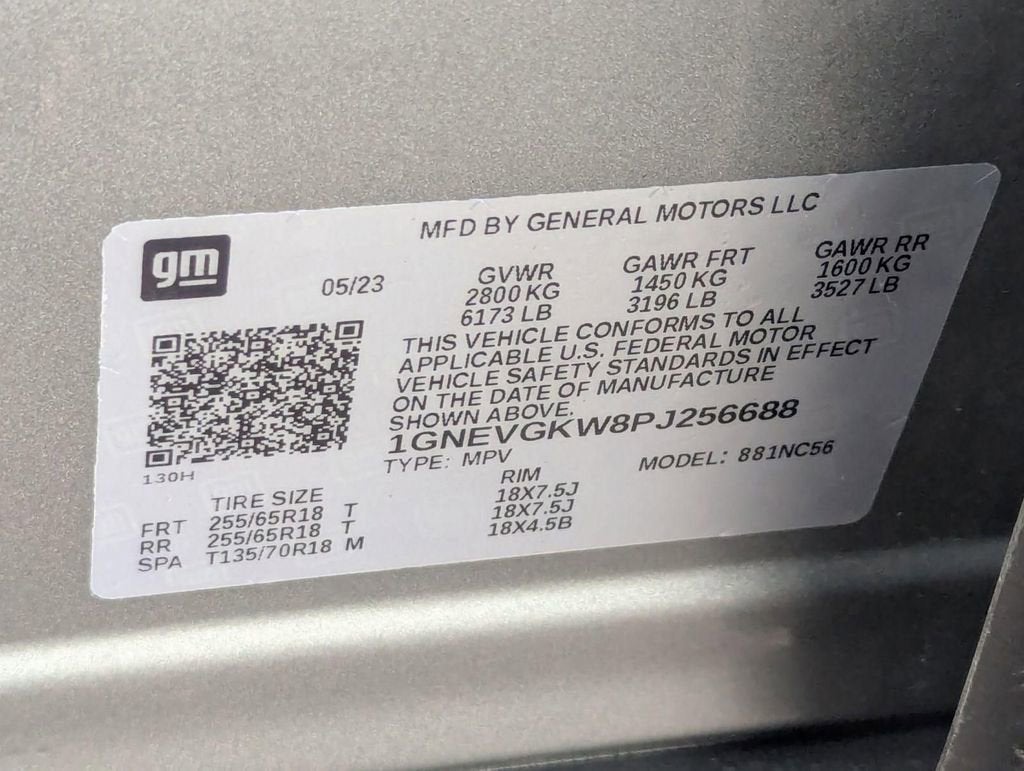 MFD BY GENERAL MOTORS LLC
gm
05/23
GVWR GAWR FRT GAWR RR
2800 KG 1450 KG 1600 KG
6173 LB 3196 LB 3527 LB
THIS VEHICLE CONFORMS TO ALL
APPLICABLE U.S. FEDERAL MOTOR
VEHICLE SAFETY STANDARDS IN EFFECT
ON THE DATE OF MANUFACTURE
SHOWN ABOVE.
1GNEVGKW8PJ256688
TYPE: MPV MODEL: 881NC56
130H
TIRE SIZE RIM
FRT 255/65R18 T 18X7.5J
RR 255/65R18 T 18X7.5J
SPA T135/70R18 M 18X4.5B